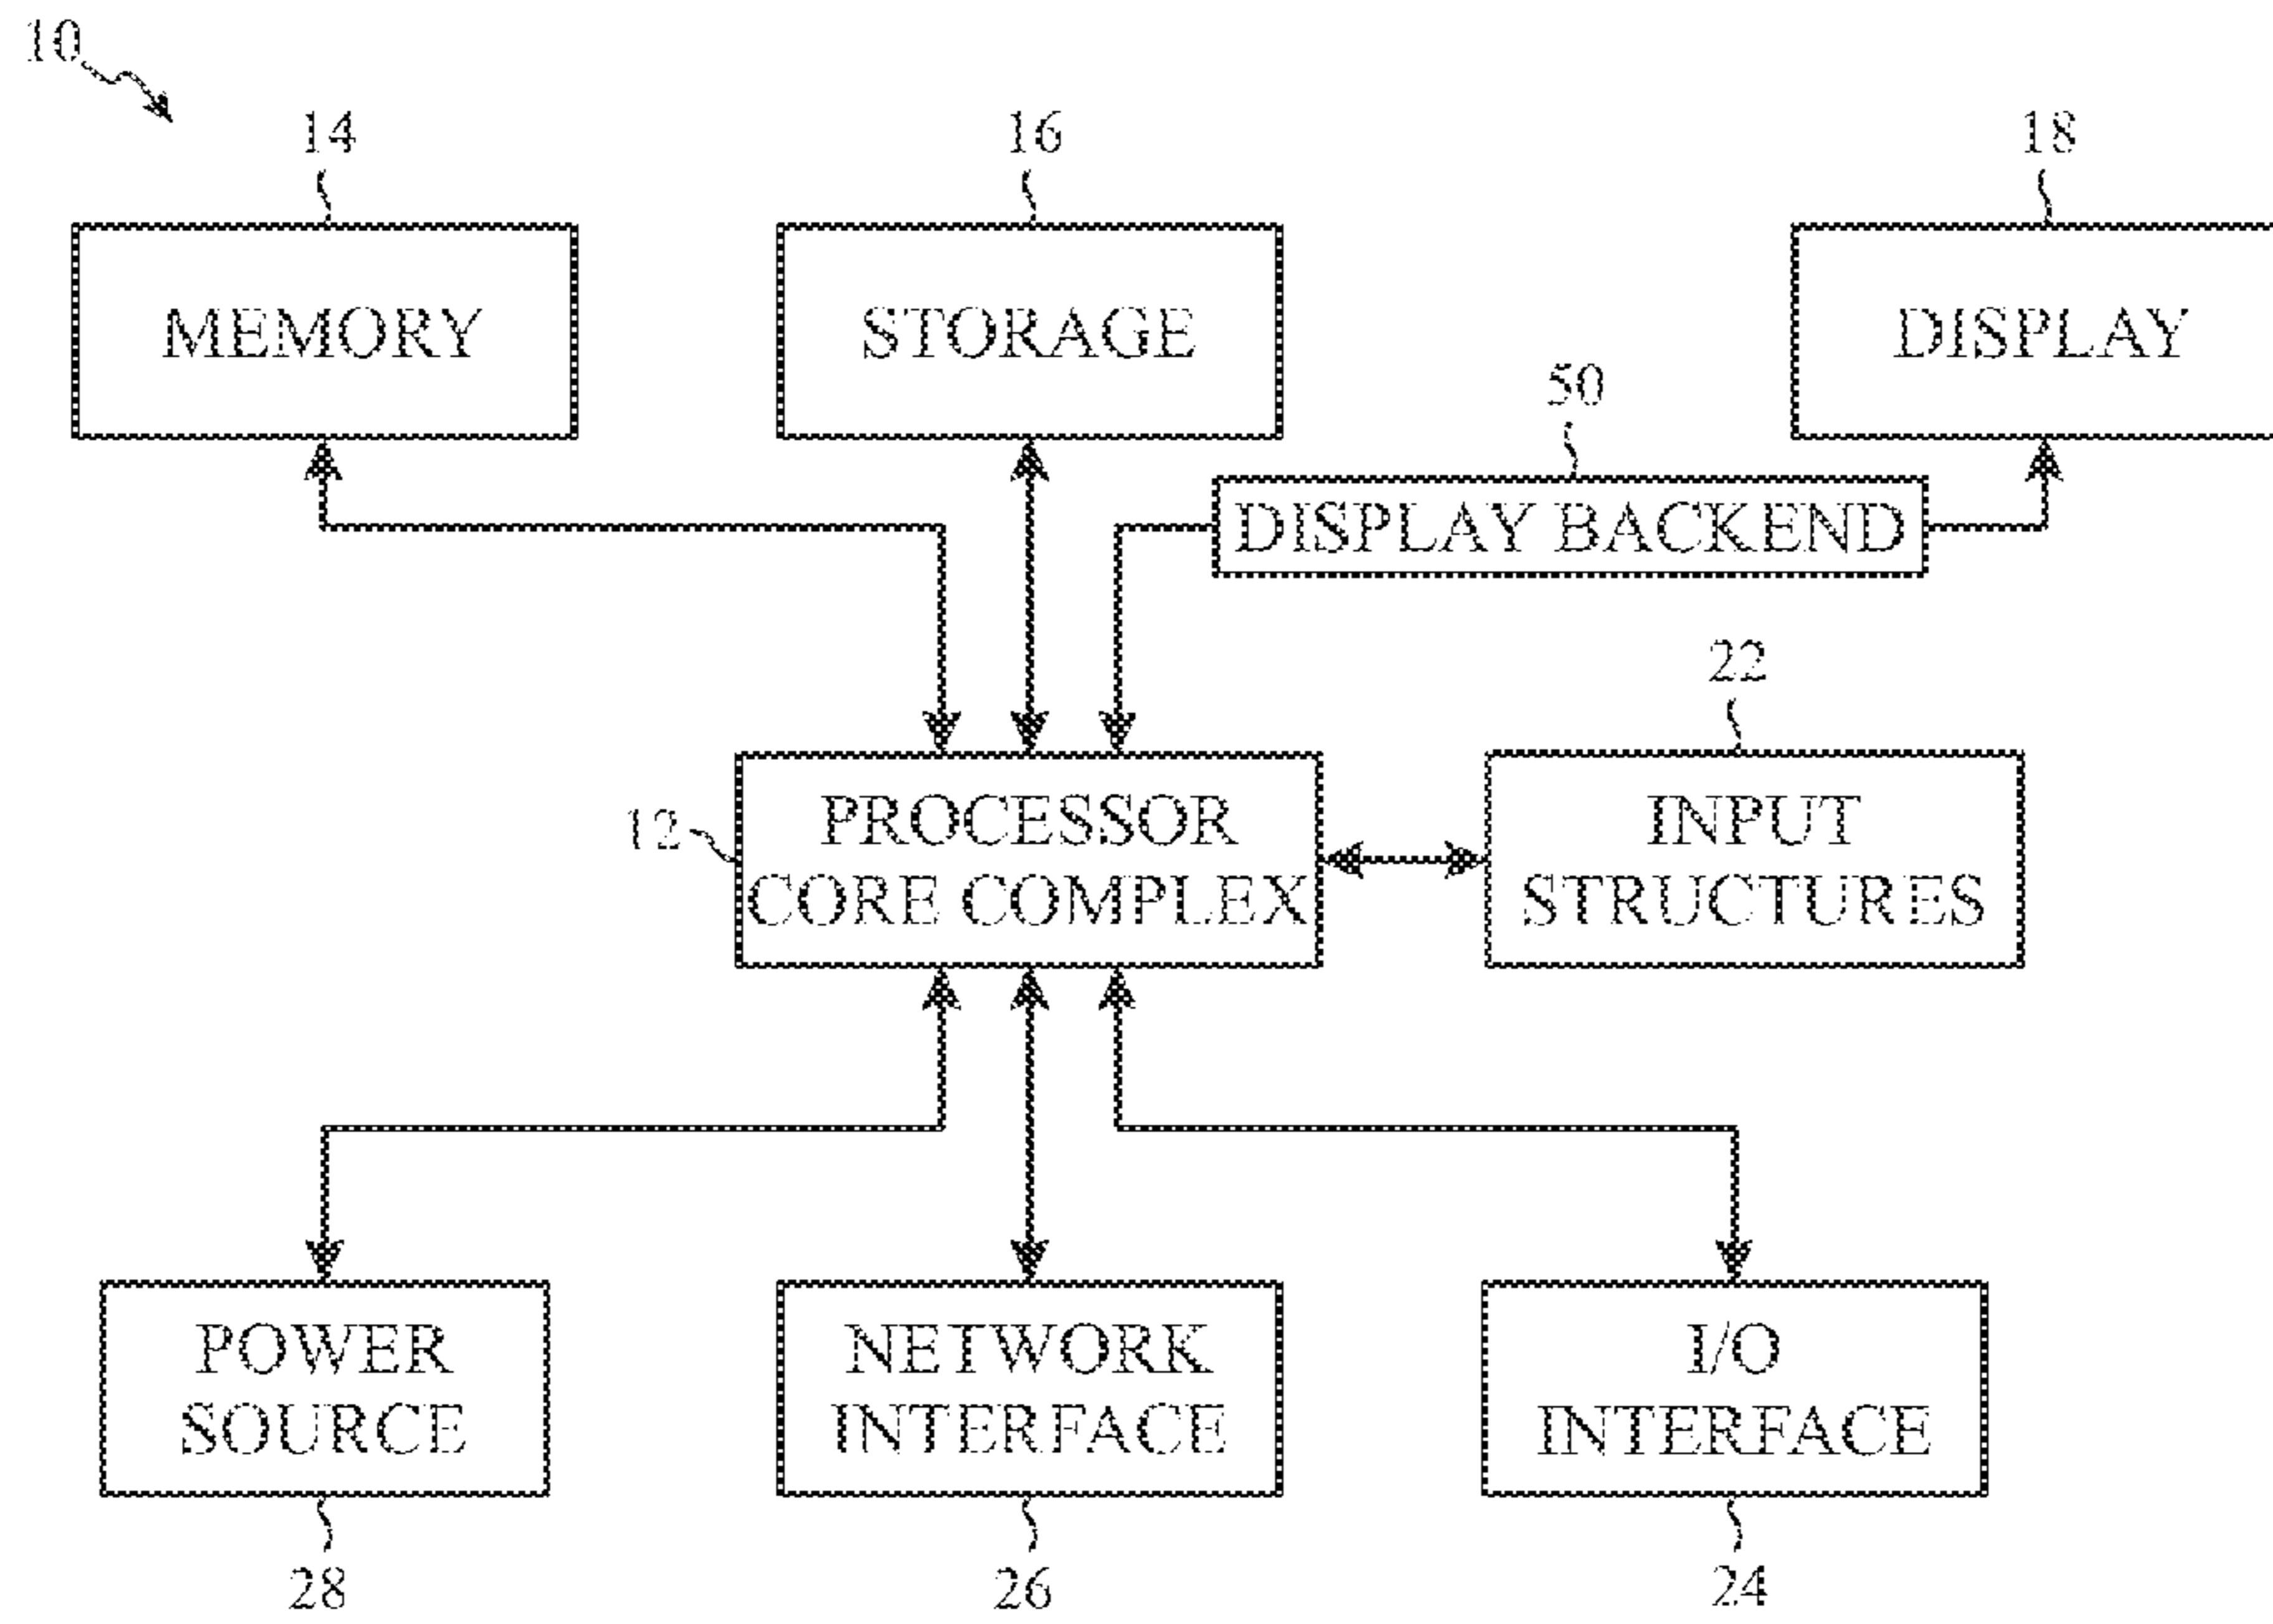 10
14
16
18
MEMORY
STORAGE
DISPLAY
50
DISPLAY BACKEND
22
12
PROCESSOR
CORE COMPLEX
INPUT
STRUCTURES
POWER
SOURCE
NETWORK
INTERFACE
I/O
INTERFACE
28
26
24